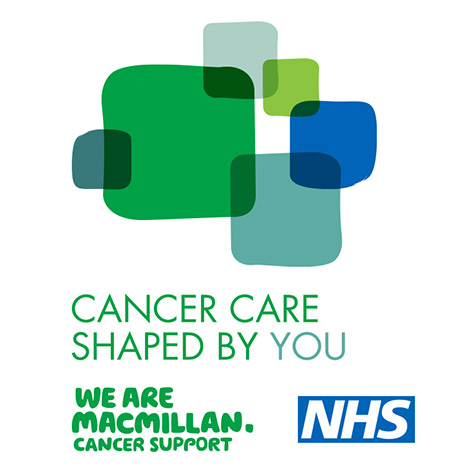 CANCER CARE
SHAPED BY YOU
WE ARE
MACMILLAN.
CANCER SUPPORT
NHS